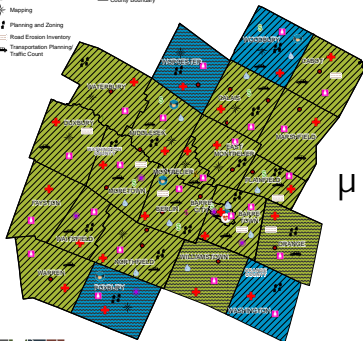 County Boundary
Mapping
Planning and Zoning
Road Erosion Inventory
Transportation Planning/
Traffic Count
WOODBURY
WORCESTER
CABOT
WATERBURY
CALAIS
DUXBURY
MIDDLESEX
MARSHFIELD
EAST
MONTPELIER
MONTPELIER
PLAINFIELD
FAYSTON
MORETOWN
BERLIN
BARRE
CITY
BARRE
TOWN
WAITSFIELD
ORANGE
NORTHFIELD
WILLIAMSTOWN
WARREN
ROXBURY
WASHINGTON
µ